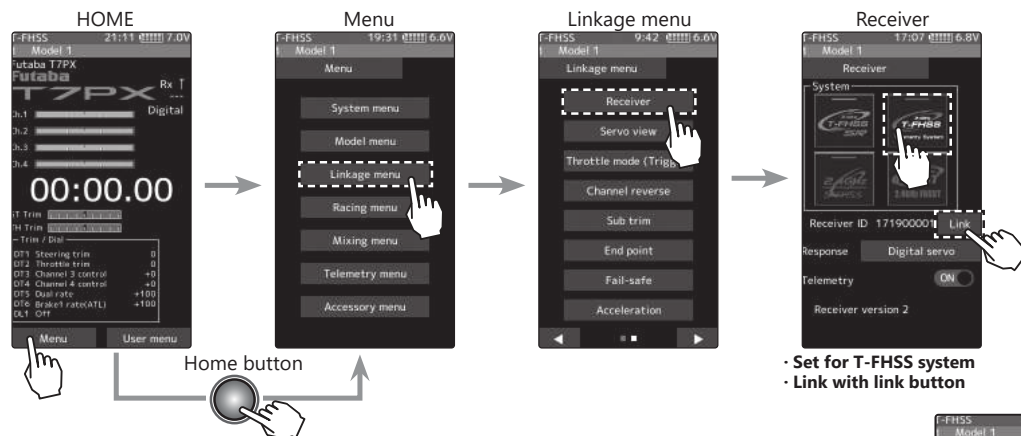 HOME
T-FHSS 21:11 7.0V
Model 1
Futaba T7PX
Futaba
T7PX
Rx
---
Digital
Ch.1
Ch.2
Ch.3
Ch.4
00:00.00
ST Trim
TH Trim
Trim / Dial
DT1 Steering trim 0
DT2 Throttle trim 0
DT3 Channel 3 control +0
DT4 Channel 4 control +0
DT5 Dual rate +100
DT6 Brake1 rate(ATL) +100
DL1 Off
Menu User menu
Home button
Menu
T-FHSS 19:31 6.6V
Model 1
Menu
System menu
Model menu
Linkage menu
Racing menu
Mixing menu
Telemetry menu
Accessory menu
Linkage menu
T-FHSS 9:42 6.6V
Model 1
Linkage menu
Receiver
Servo view
Throttle mode (Trigg
Channel reverse
Sub trim
End point
Fail-safe
Acceleration
Receiver
T-FHSS 17:07 6.8V
Model 1
Receiver
System
T-FHSS
T-FHSS
Receiver ID 171900001 Link
Response Digital servo
Telemetry ON
Receiver version 2
· Set for T-FHSS system
· Link with link button
T-FHSS
Model 1